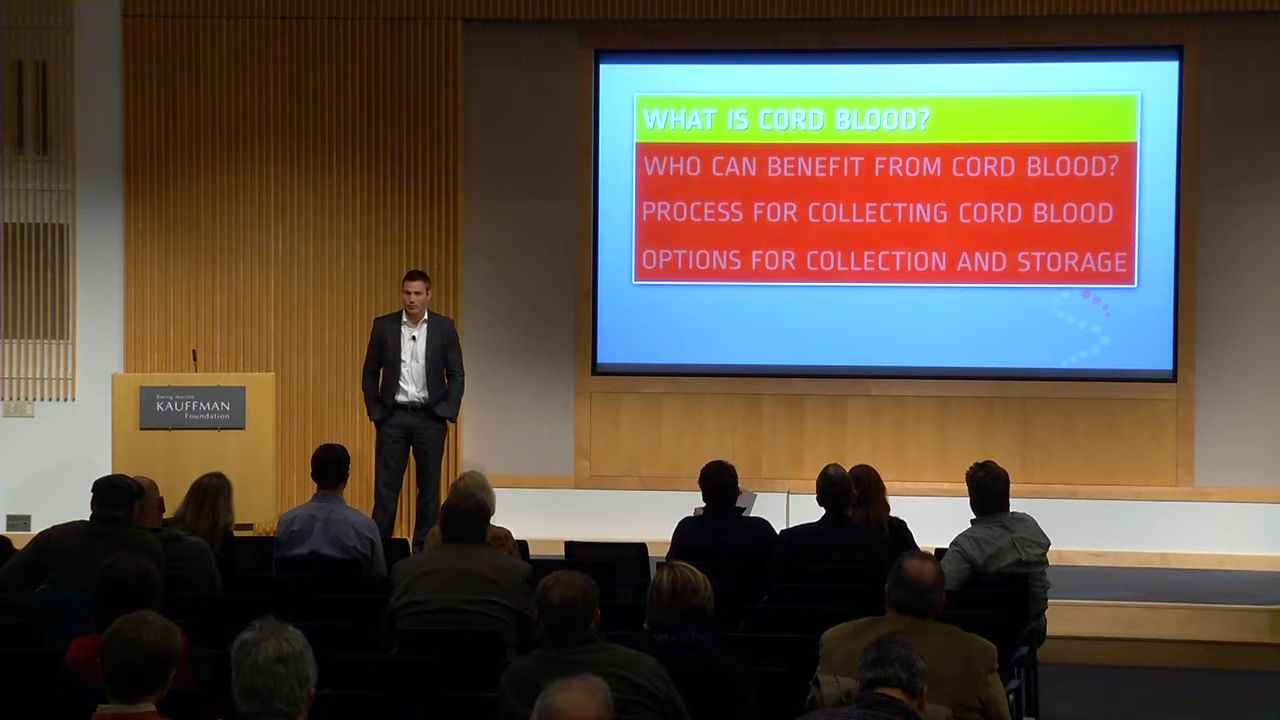 WHAT IS CORD BLOOD?
WHO CAN BENEFIT FROM CORD BLOOD?
PROCESS FOR COLLECTING CORD BLOOD
OPTIONS FOR COLLECTION AND STORAGE
Ewing Marion
KAUFFMAN
Foundation